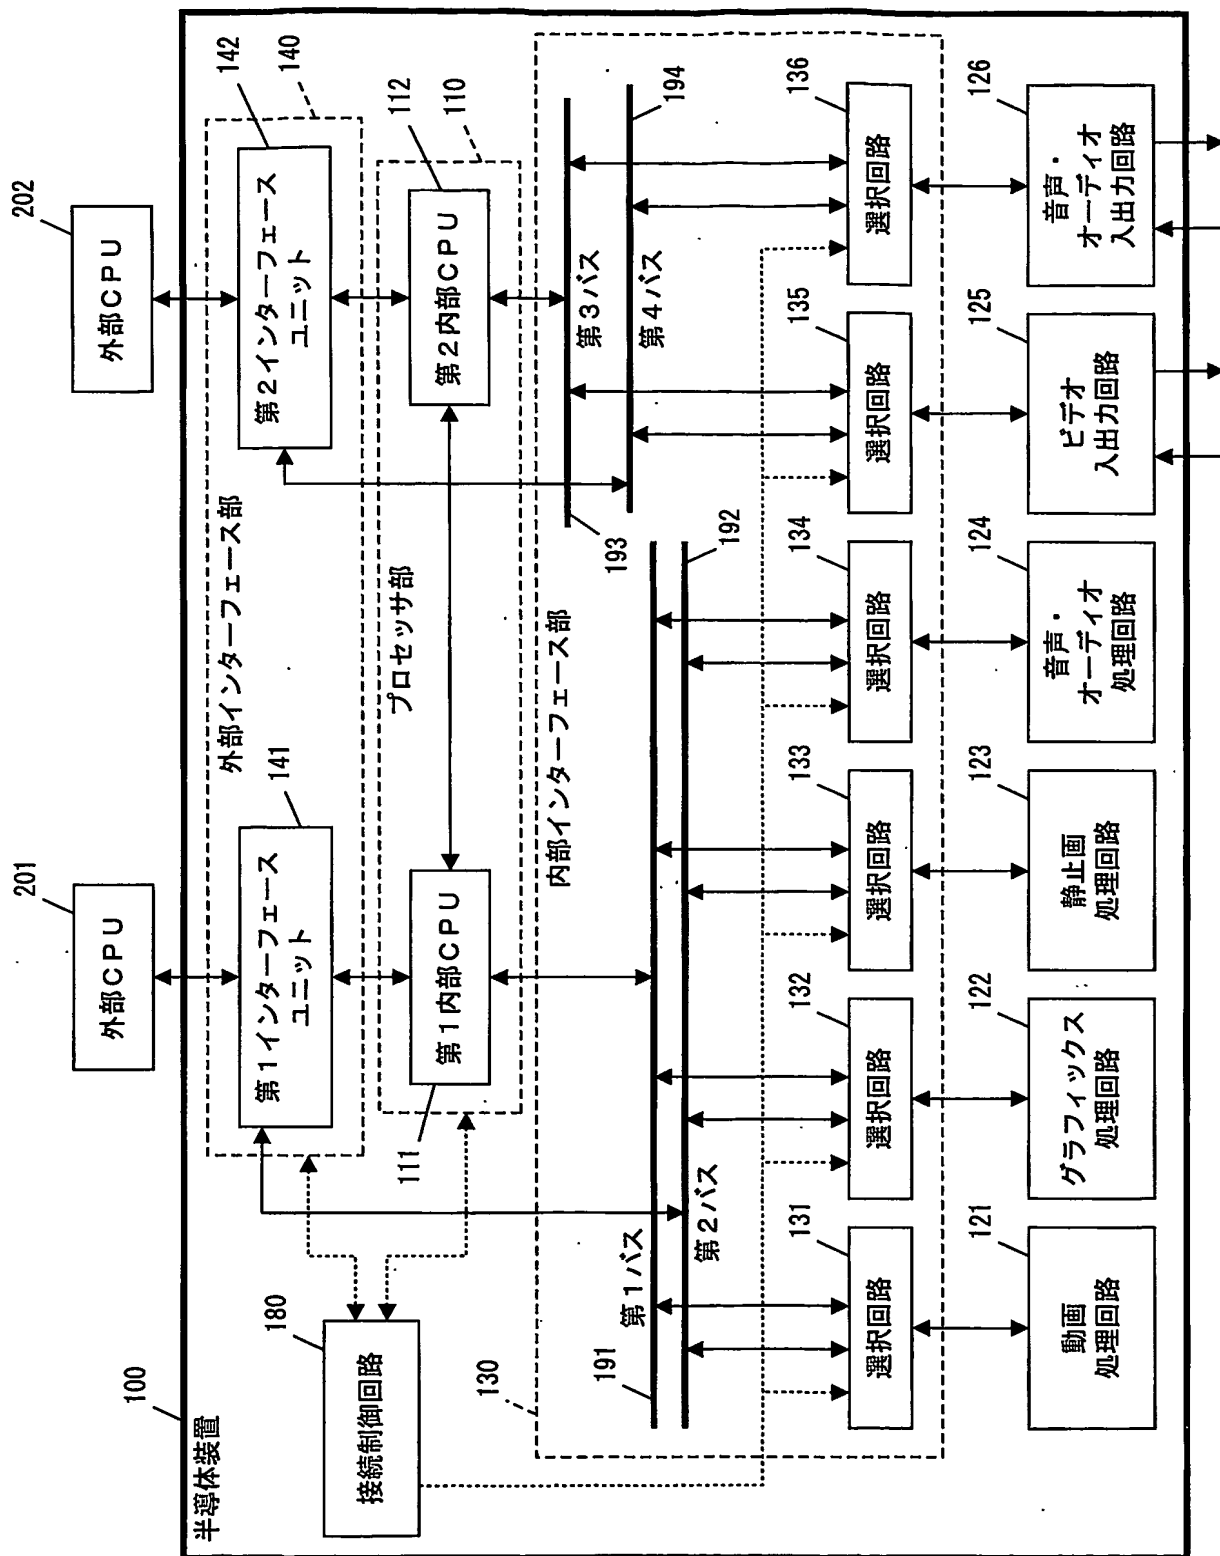 201
外部CPU
202
外部CPU
100
半導体装置
外部インターフェース部
140
141
第1インターフェース
ユニット
142
第2インターフェース
ユニット
180
接続制御回路
プロセッサ部
110
111
第1内部CPU
112
第2内部CPU
130
内部インターフェース部
191
第1バス
第2バス
192
193
第3バス
第4バス
194
131
選択回路
132
選択回路
133
選択回路
134
選択回路
135
選択回路
136
選択回路
121
動画
処理回路
122
グラフィックス
処理回路
123
静止画
処理回路
124
音声・
オーディオ
処理回路
125
ビデオ
入出力回路
126
音声・
オーディオ
入出力回路